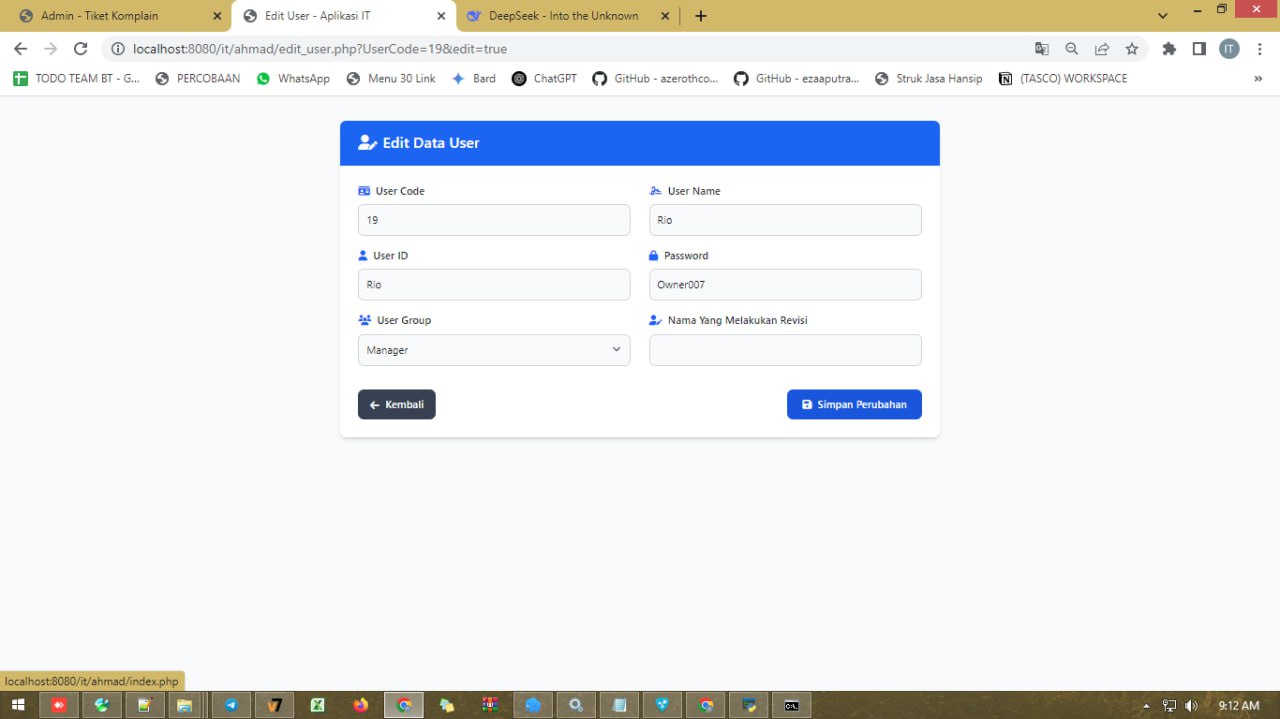 Admin - Tiket Komplain
Edit User - Aplikasi IT
DeepSeek - Into the Unknown
localhost:8080/it/ahmad/edit_user.php?UserCode=19&edit=true
IT
TODO TEAM BT - G...
PERCOBAAN
WhatsApp
Menu 30 Link
Bard
ChatGPT
GitHub - azerothco...
GitHub - ezaaputra...
Struk Jasa Hansip
(TASCO) WORKSPACE
»
Edit Data User
User Code
User Name
19
Rio
User ID
Password
Rio
Owner007
User Group
Nama Yang Melakukan Revisi
Manager
Kembali
Simpan Perubahan
localhost:8080/it/ahmad/index.php
9:12 AM